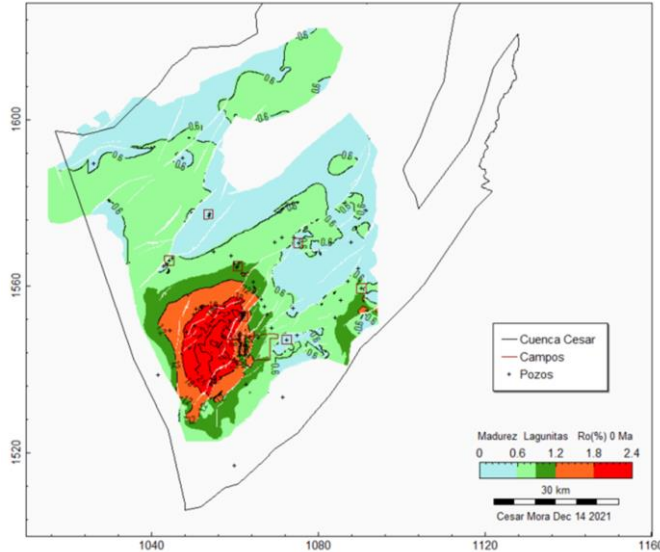 1600
1560
1520
1040
1080
1120
1160
Cuenca Cesar
Campos
Pozos
Madurez Lagunitas Ro(%) 0 Ma
0 0.6 1.2 1.8 2.4
30 km
Cesar Mora Dec 14 2021